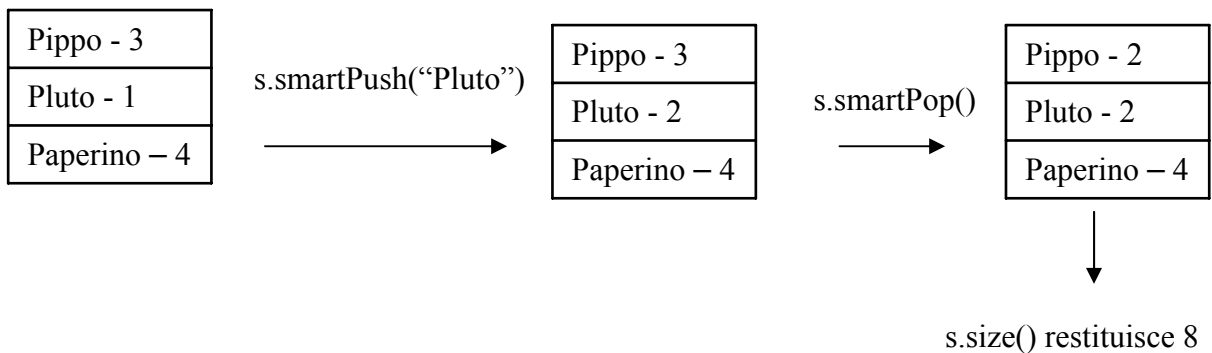 Pippo - 3
Pluto - 1
Paperino – 4
s.smartPush(“Pluto”)
Pippo - 3
Pluto - 2
Paperino – 4
s.smartPop()
Pippo - 2
Pluto - 2
Paperino – 4
s.size() restituisce 8